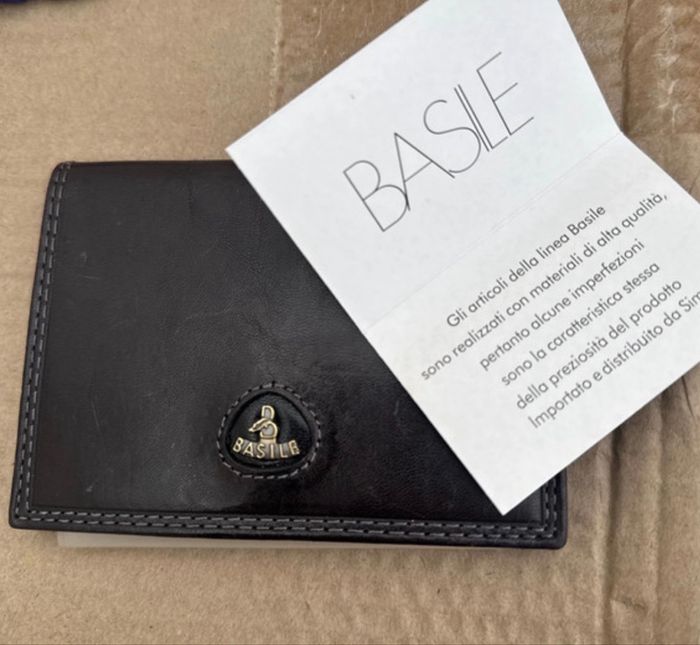 BASILE
Gli articoli della linea Basile
sono realizzati con materiali di alta qualità,
pertanto alcune imperfezioni
sono la caratteristica stessa
della preziosità del prodotto
Importato e distribuito da
BASILE